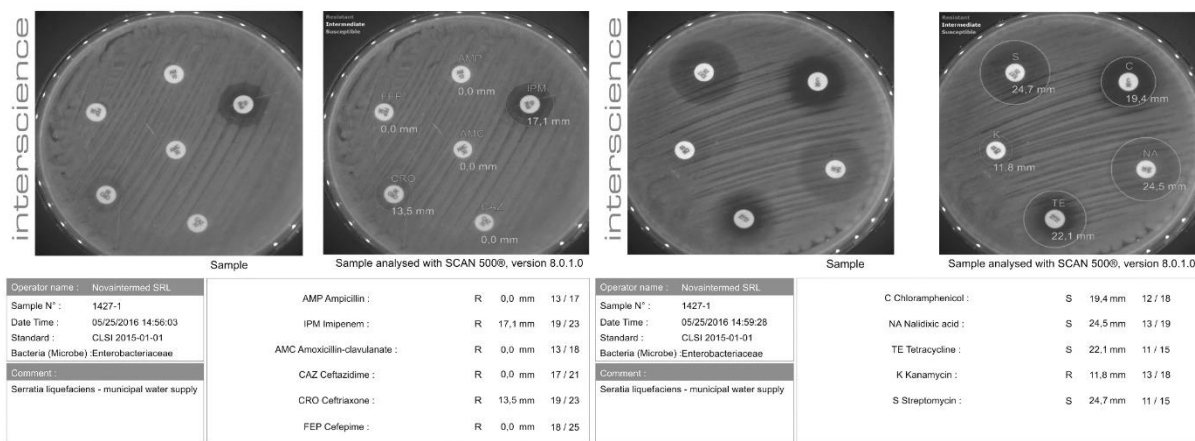 interscience
Sample
Resistant
Intermediate
Susceptible
AMP
0,0 mm
FEP
0,0 mm
IPM
17,1 mm
AMC
0,0 mm
CRO
13,5 mm
CAZ
0,0 mm
Sample analysed with SCAN 500®, version 8.0.1.0
Operator name : Novaintermed SRL
Sample N° : 1427-1
Date Time : 05/25/2016 14:56:03
Standard : CLSI 2015-01-01
Bacteria (Microbe) :Enterobacteriaceae
Comment :
Serratia liquefaciens - municipal water supply
AMP Ampicillin : R 0,0 mm 13 / 17
IPM Imipenem : R 17,1 mm 19 / 23
AMC Amoxicillin-clavulanate : R 0,0 mm 13 / 18
CAZ Ceftazidime : R 0,0 mm 17 / 21
CRO Ceftriaxone : R 13,5 mm 19 / 23
FEP Cefepime : R 0,0 mm 18 / 25
interscience
Sample
Resistant
Intermediate
Susceptible
S
24,7 mm
C
19,4 mm
K
11,8 mm
NA
24,5 mm
TE
22,1 mm
Sample analysed with SCAN 500®, version 8.0.1.0
Operator name : Novaintermed SRL
Sample N° : 1427-1
Date Time : 05/25/2016 14:59:28
Standard : CLSI 2015-01-01
Bacteria (Microbe) :Enterobacteriaceae
Comment :
Serratia liquefaciens - municipal water supply
C Chloramphenicol : S 19,4 mm 12 / 18
NA Nalidixic acid : S 24,5 mm 13 / 19
TE Tetracycline : S 22,1 mm 11 / 15
K Kanamycin : R 11,8 mm 13 / 18
S Streptomycin : S 24,7 mm 11 / 15